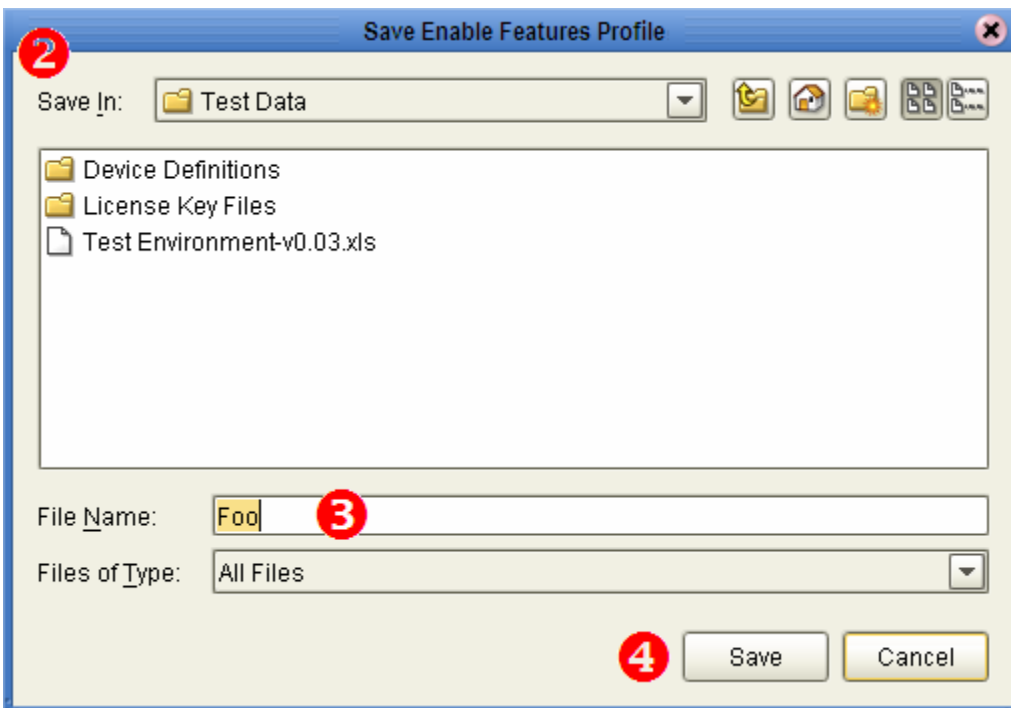 Save Enable Features Profile
2
Save In: Test Data
Device Definitions
License Key Files
Test Environment-v0.03.xls
File Name: Foo 3
Files of Type: All Files
4 Save Cancel